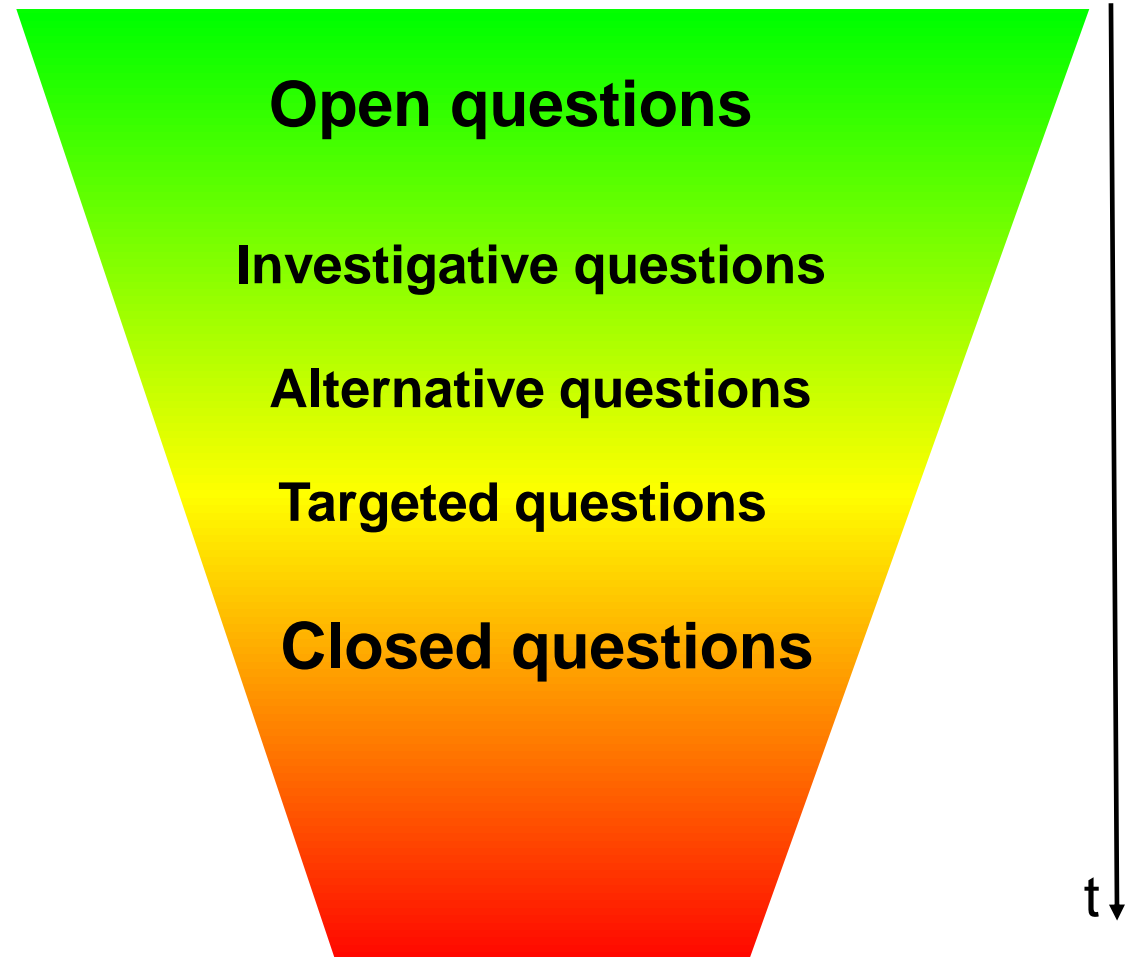 Open questions
Investigative questions
Alternative questions
Targeted questions
Closed questions
t